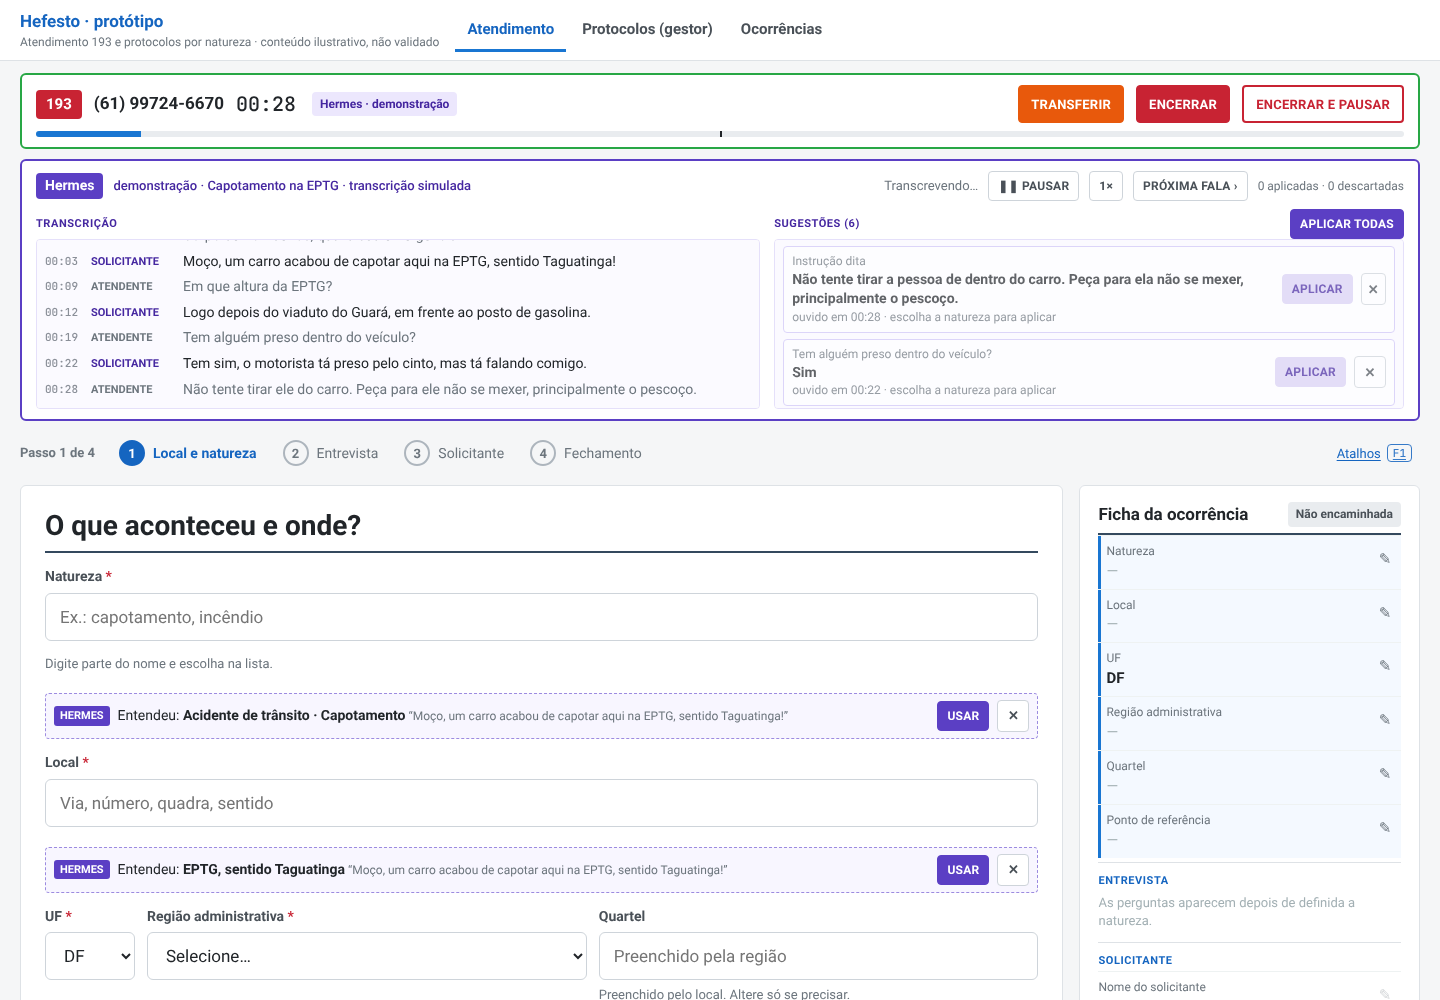 Hefesto · protótipo
Atendimento 193 e protocolos por natureza · conteúdo ilustrativo, não validado
Atendimento
Protocolos (gestor)
Ocorrências
193
(61) 99724-6670
00:28
Hermes · demonstração
TRANSFERIR
ENCERRAR
ENCERRAR E PAUSAR
Hermes
demonstração · Capotamento na EPTG · transcrição simulada
Transcrevendo...
❚❚ PAUSAR
1×
PRÓXIMA FALA ›
0 aplicadas · 0 descartadas
TRANSCRIÇÃO
00:03 SOLICITANTE Moço, um carro acabou de capotar aqui na EPTG, sentido Taguatinga!
00:09 ATENDENTE Em que altura da EPTG?
00:12 SOLICITANTE Logo depois do viaduto do Guará, em frente ao posto de gasolina.
00:19 ATENDENTE Tem alguém preso dentro do veículo?
00:22 SOLICITANTE Tem sim, o motorista tá preso pelo cinto, mas tá falando comigo.
00:28 ATENDENTE Não tente tirar ele do carro. Peça para ele não se mexer, principalmente o pescoço.
SUGESTÕES (6)
APLICAR TODAS
Instrução dita
Não tente tirar a pessoa de dentro do carro. Peça para ela não se mexer,
principalmente o pescoço.
ouvido em 00:28 · escolha a natureza para aplicar
APLICAR
✕
Tem alguém preso dentro do veículo?
Sim
ouvido em 00:22 · escolha a natureza para aplicar
APLICAR
✕
Passo 1 de 4
1 Local e natureza
2 Entrevista
3 Solicitante
4 Fechamento
Atalhos F1
O que aconteceu e onde?
Natureza *
Ex.: capotamento, incêndio
Digite parte do nome e escolha na lista.
HERMES Entendeu: Acidente de trânsito · Capotamento "Moço, um carro acabou de capotar aqui na EPTG, sentido Taguatinga!"
USAR
✕
Local *
Via, número, quadra, sentido
HERMES Entendeu: EPTG, sentido Taguatinga "Moço, um carro acabou de capotar aqui na EPTG, sentido Taguatinga!"
USAR
✕
UF *
DF
Região administrativa *
Selecione...
Quartel
Preenchido pela região
Preenchido pelo local. Altere só se precisar.
Ficha da ocorrência
Não encaminhada
Natureza
—
Local
—
UF
DF
Região administrativa
—
Quartel
—
Ponto de referência
—
ENTREVISTA
As perguntas aparecem depois de definida a
natureza.
SOLICITANTE
Nome do solicitante